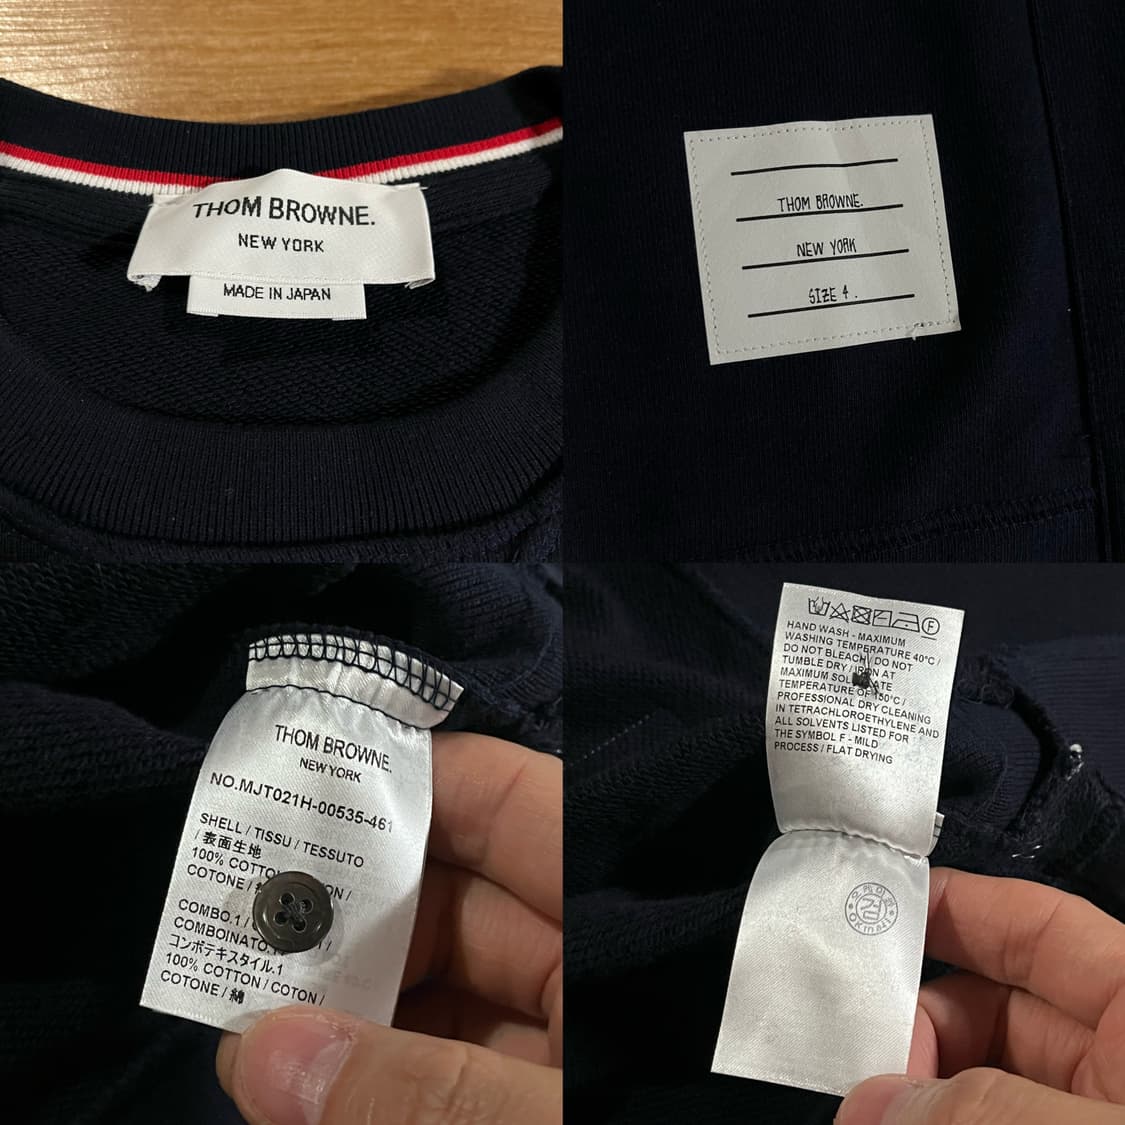 THOM BROWNE.
NEW YORK
MADE IN JAPAN
THOM BROWNE.
NEW YORK
SIZE 4.
THOM BROWNE.
NEW YORK
NO.MJT021H-00535-461
SHELL / TISSU / TESSUTO
/ 表面生地
100% COTTON /
COTONE /
COMBO.1 /
COMBOINATO.1
コンボテキスタイル.1
100% COTTON / COTON /
COTONE / 綿
F
HAND WASH - MAXIMUM
WASHING TEMPERATURE 40°C /
DO NOT BLEACH / DO NOT
TUMBLE DRY / IRON AT
MAXIMUM
TEMPERATURE OF 150°C /
PROFESSIONAL DRY CLEANING
IN TETRACHLOROETHYLENE AND
ALL SOLVENTS LISTED FOR
THE SYMBOL F - MILD
PROCESS / FLAT DRYING
검